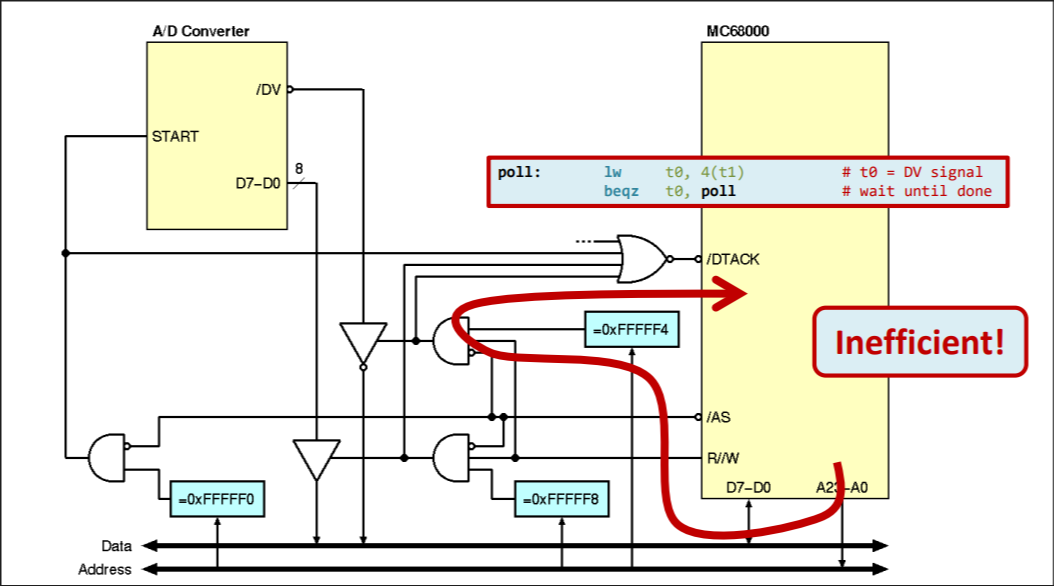 A/D Converter
MC68000
/DV
START
8
D7–D0
poll: lw t0, 4(t1) # t0 = DV signal
beqz t0, poll # wait until done
/DTACK
=0xFFFFF4
Inefficient!
/AS
R//W
=0xFFFFF0
=0xFFFFF8
D7–D0
A23–A0
Data
Address